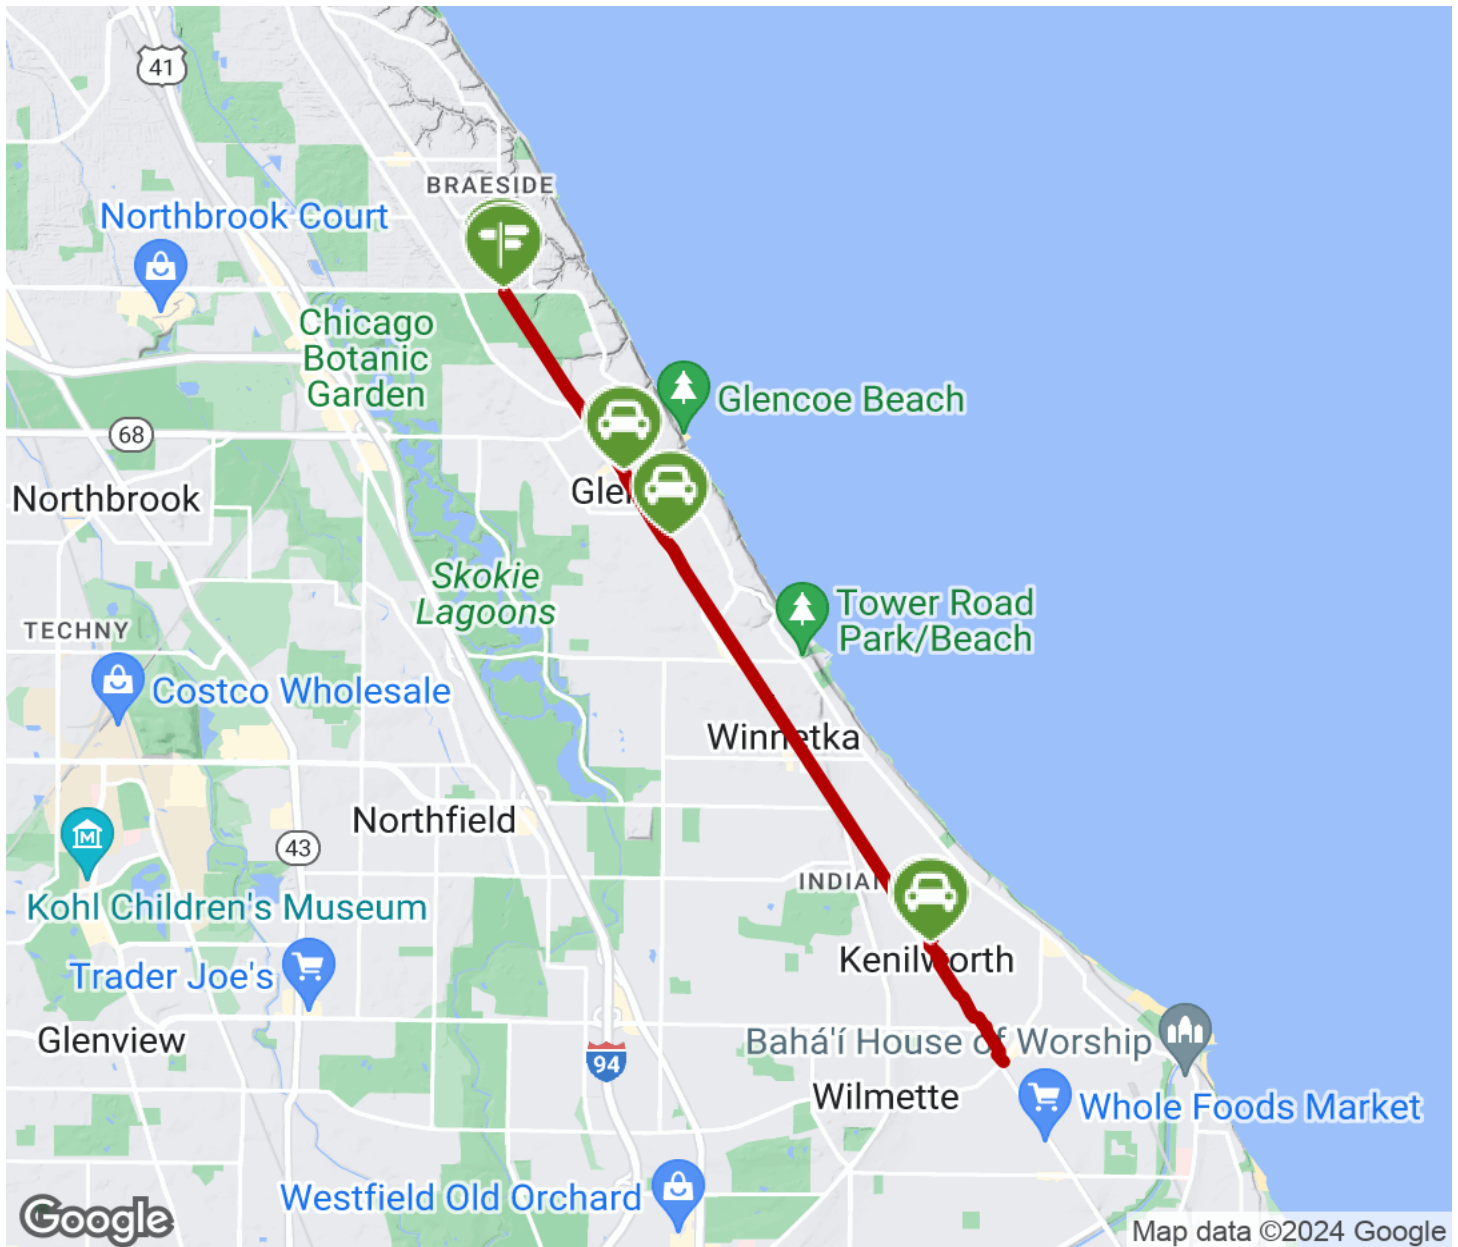 41
BRAESIDE
Northbrook Court
Chicago
Botanic
Garden
Glencoe Beach
68
Northbrook
Skokie
Lagoons
Tower Road
Park/Beach
TECHNY
Costco Wholesale
Winnetka
Northfield
43
Kohl Children's Museum
Kenilworth
Trader Joe's
Glenview
Bahá'í House of Worship
94
Wilmette
Whole Foods Market
Westfield Old Orchard
Google
Map data ©2024 Google